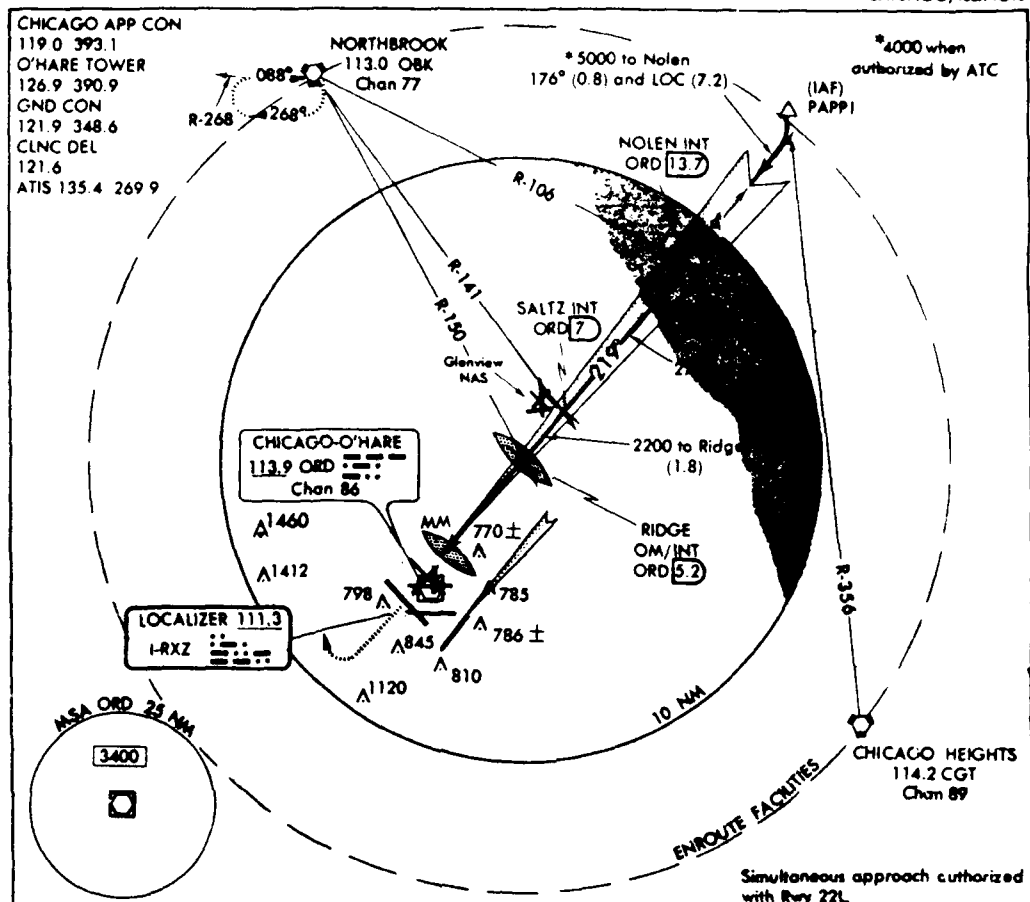 CHICAGO APP CON
119.0 393.1
O'HARE TOWER
126.9 390.9
GND CON
121.9 348.6
CLNC DEL
121.6
ATIS 135.4 269.9
NORTHBROOK
113.0 OBK
Chan 77
088°
268°
R-268
*5000 to Nolen
176° (0.8) and LOC (7.2)
*4000 when
authorized by ATC
(IAF)
PAPPI
NOLEN INT
ORD 13.7
R-106
R-141
R-150
SALTZ INT
ORD 7
Glenview
NAS
219°
2200 to Ridge
(1.8)
CHICAGO-O'HARE
113.9 ORD
Chan 86
MM
770 ±
RIDGE
OM/INT
ORD 5.2
R-356
1460
1412
798
785
LOCALIZER 111.3
I-RXZ
845
786 ±
810
1120
10 NM
MSA ORD 25 NM
3400
CHICAGO HEIGHTS
114.2 CGT
Chan 89
ENROUTE FACILITIES
Simultaneous approach authorized
with Rwy 22L